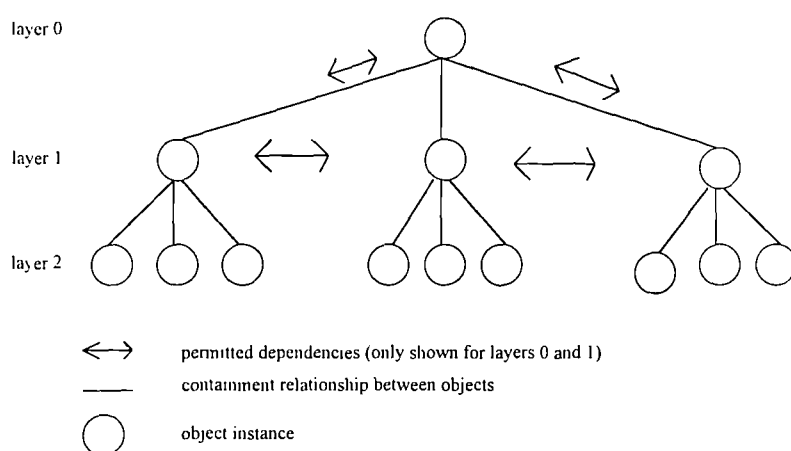 layer 0
layer 1
layer 2
permitted dependencies (only shown for layers 0 and 1)
containment relationship between objects
object instance